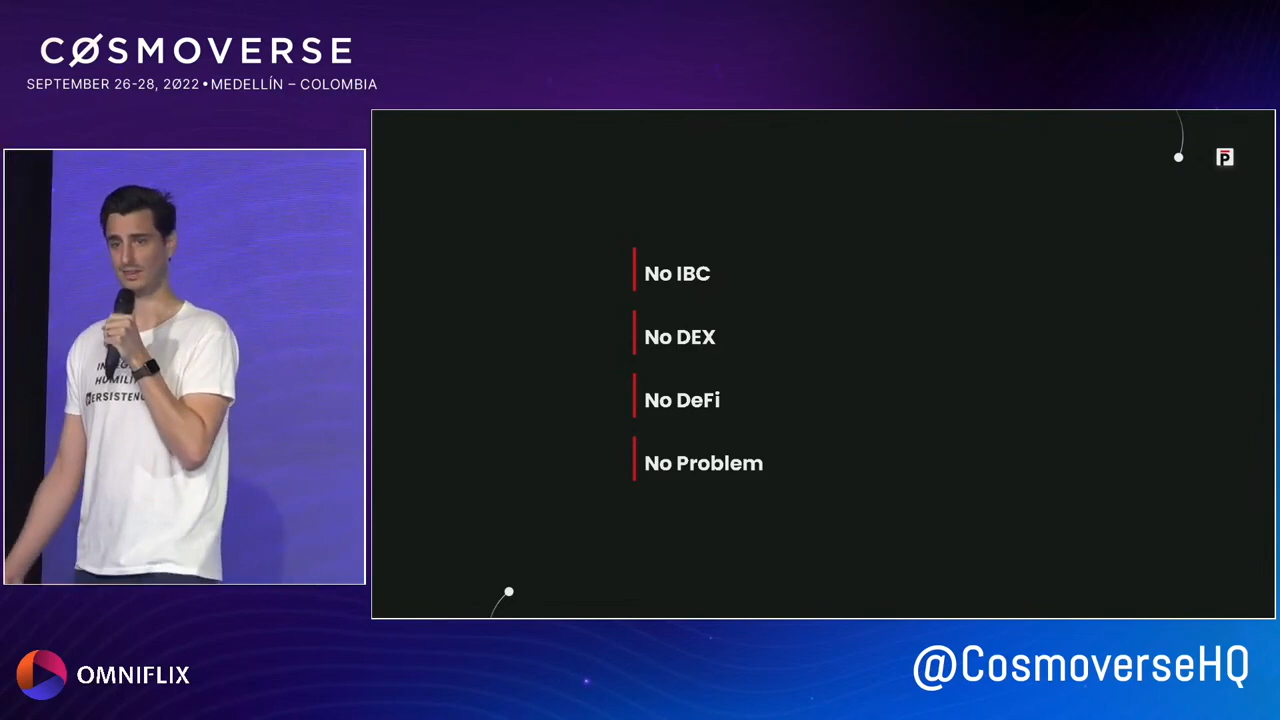 CØSMOVERSE
SEPTEMBER 26-28, 2Ø22 • MEDELLÍN – COLOMBIA
No IBC
No DEX
No DeFi
No Problem
P
OMNIFLIX
@CosmoverseHQ